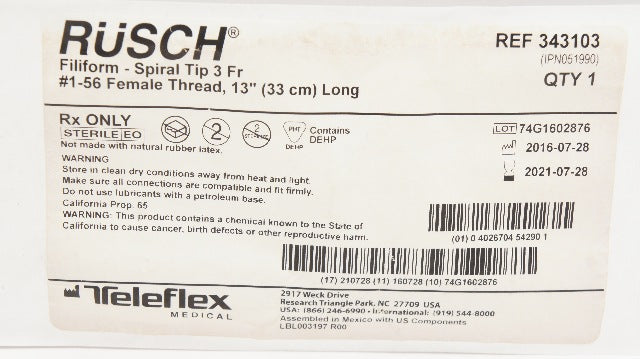 RÜSCH®
REF 343103
(IPN051990)
Filiform - Spiral Tip 3 Fr
QTY 1
#1-56 Female Thread, 13" (33 cm) Long
Rx ONLY
STERILE EO
2
2
STERILIZE
PHT
DEHP
Contains
DEHP
LOT 74G1602876
2016-07-28
2021-07-28
Not made with natural rubber latex.
WARNING
Store in clean dry conditions away from heat and light.
Make sure all connections are compatible and fit firmly.
Do not use lubricants with a petroleum base.
California Prop. 65
WARNING: This product contains a chemical known to the State of
California to cause cancer, birth defects or other reproductive harm.
(01) 0 4026704 54290 1
(17) 210728 (11) 160728 (10) 74G1602876
Teleflex
MEDICAL
2917 Weck Drive
Research Triangle Park, NC 27709 USA
USA: (866) 246-6990 · International: (919) 544-8000
Assembled in Mexico with US Components
LBL003197 R00